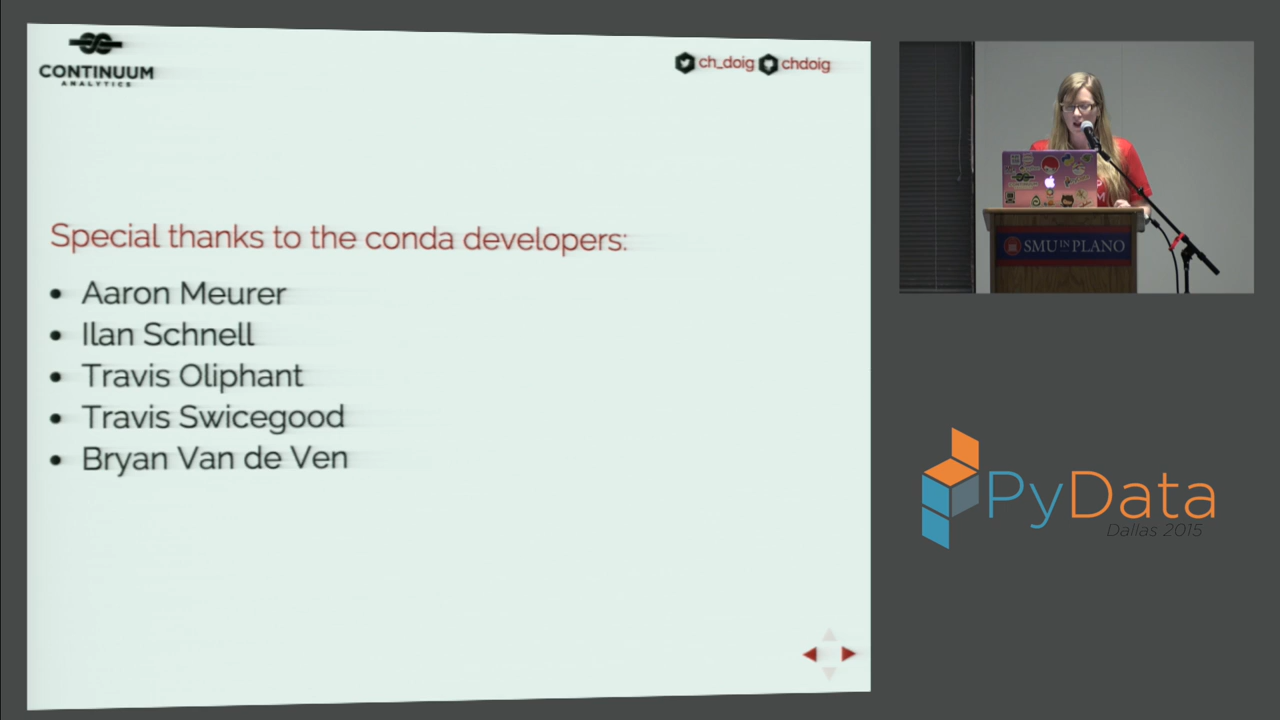 CONTINUUM
ANALYTICS
ch_doig chdoig
Special thanks to the conda developers:
• Aaron Meurer
• Ilan Schnell
• Travis Oliphant
• Travis Swicegood
• Bryan Van de Ven
SMU IN PLANO
PyData
Dallas 2015